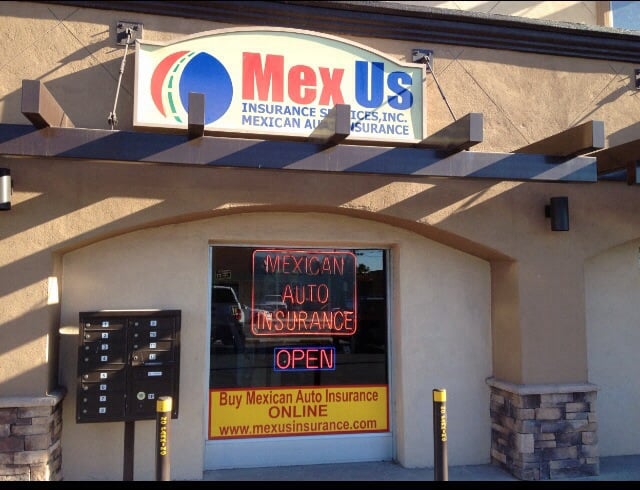 Mex Us
INSURANCE SERVICES, INC.
MEXICAN AUTO INSURANCE
MEXICAN
AUTO
INSURANCE
OPEN
Buy Mexican Auto Insurance
ONLINE
www.mexusinsurance.com